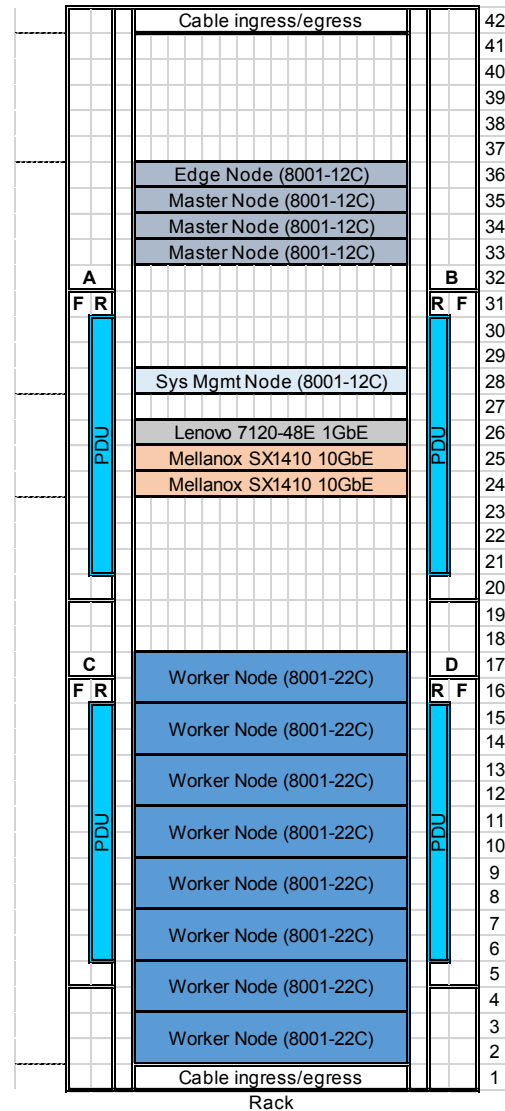 Cable ingress/egress 42
41
40
39
38
37
Edge Node (8001-12C) 36
Master Node (8001-12C) 35
Master Node (8001-12C) 34
Master Node (8001-12C) 33
A B 32
F R R F 31
30
29
Sys Mgmt Node (8001-12C) 28
27
PDU Lenovo 7120-48E 1GbE PDU 26
Mellanox SX1410 10GbE 25
Mellanox SX1410 10GbE 24
23
22
21
20
19
18
C Worker Node (8001-22C) D 17
F R R F 16
Worker Node (8001-22C) 15
14
Worker Node (8001-22C) 13
12
PDU Worker Node (8001-22C) PDU 11
10
Worker Node (8001-22C) 9
8
Worker Node (8001-22C) 7
6
Worker Node (8001-22C) 5
4
Worker Node (8001-22C) 3
2
Cable ingress/egress 1
Rack